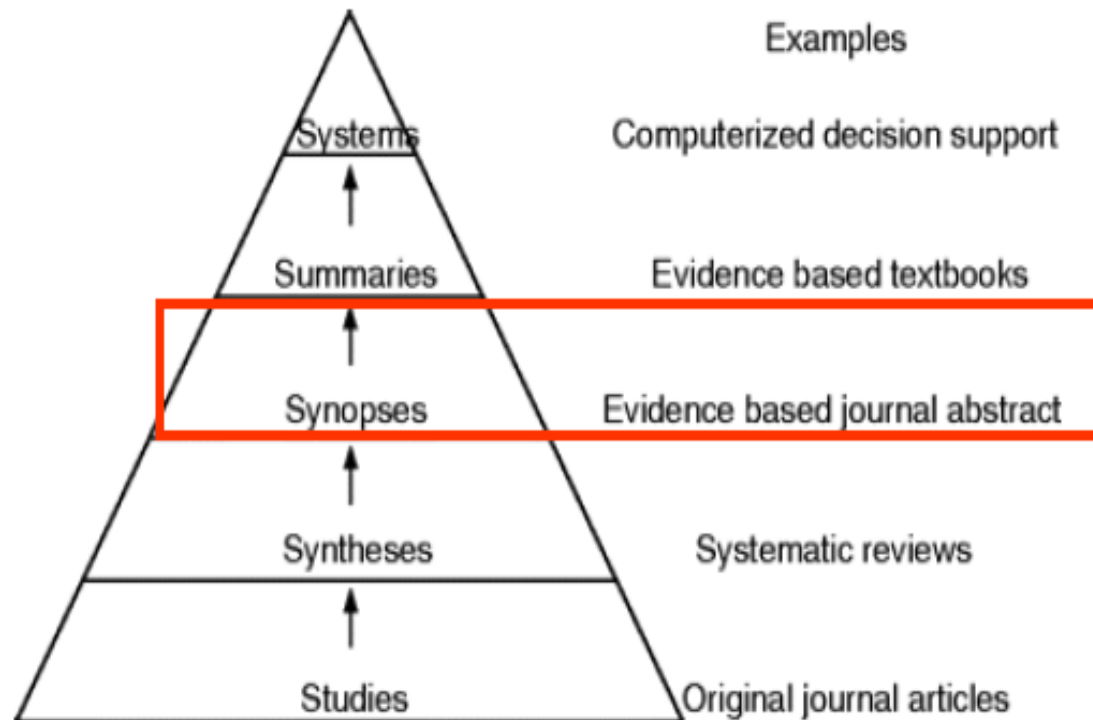 Examples
Systems Computerized decision support
Summaries Evidence based textbooks
Synopses Evidence based journal abstract
Syntheses Systematic reviews
Studies Original journal articles